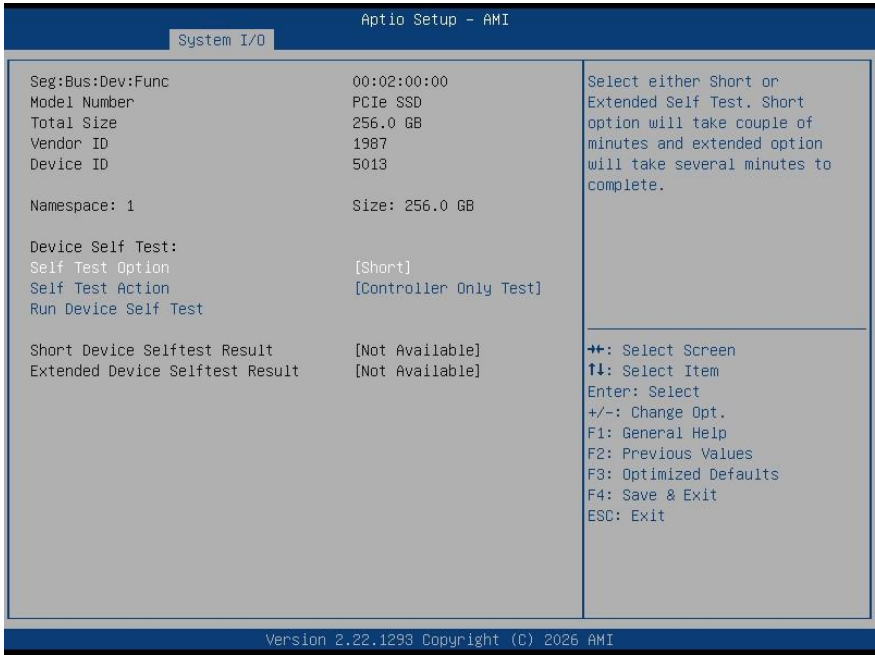 Aptio Setup - AMI
System I/O
Seg:Bus:Dev:Func 00:02:00:00
Model Number PCIe SSD
Total Size 256.0 GB
Vendor ID 1987
Device ID 5013
Namespace: 1 Size: 256.0 GB
Device Self Test:
Self Test Option [Short]
Self Test Action [Controller Only Test]
Run Device Self Test
Short Device Selftest Result [Not Available]
Extended Device Selftest Result [Not Available]
Select either Short or
Extended Self Test. Short
option will take couple of
minutes and extended option
will take several minutes to
complete.
→←: Select Screen
↑↓: Select Item
Enter: Select
+/-: Change Opt.
F1: General Help
F2: Previous Values
F3: Optimized Defaults
F4: Save & Exit
ESC: Exit
Version 2.22.1293 Copyright (C) 2026 AMI